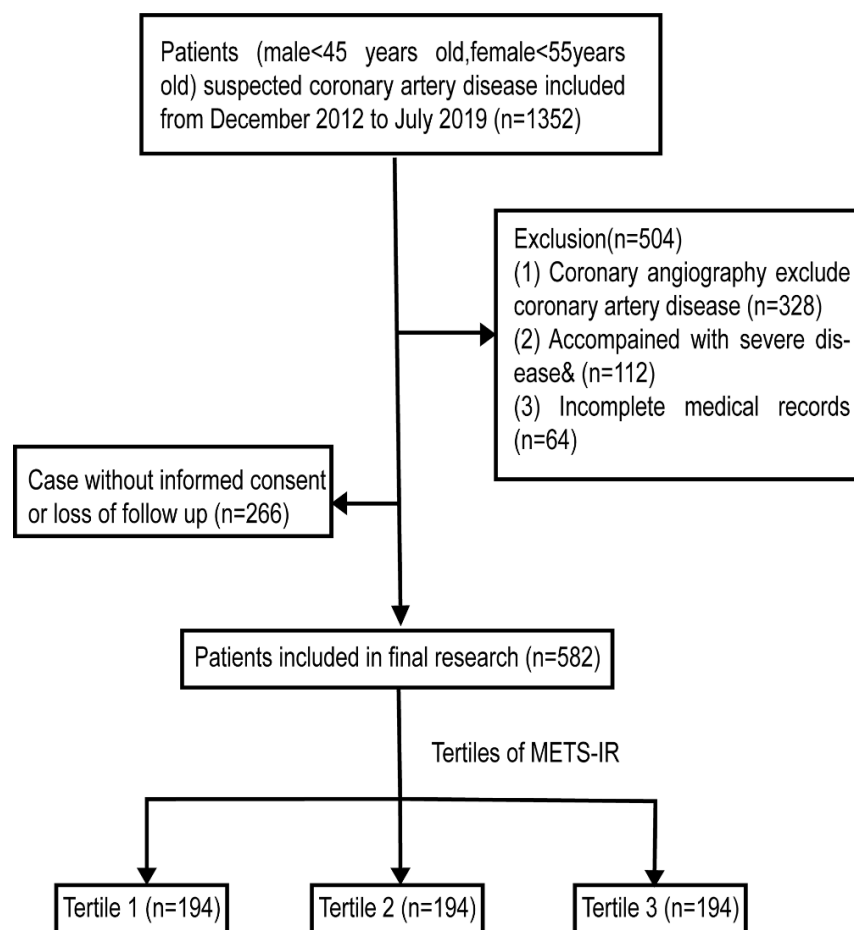 Patients (male<45 years old,female<55years
old) suspected coronary artery disease included
from December 2012 to July 2019 (n=1352)
Exclusion(n=504)
(1) Coronary angiography exclude
coronary artery disease (n=328)
(2) Accompained with severe dis-
ease& (n=112)
(3) Incomplete medical records
(n=64)
Case without informed consent
or loss of follow up (n=266)
Patients included in final research (n=582)
Tertiles of METS-IR
Tertile 1 (n=194)
Tertile 2 (n=194)
Tertile 3 (n=194)